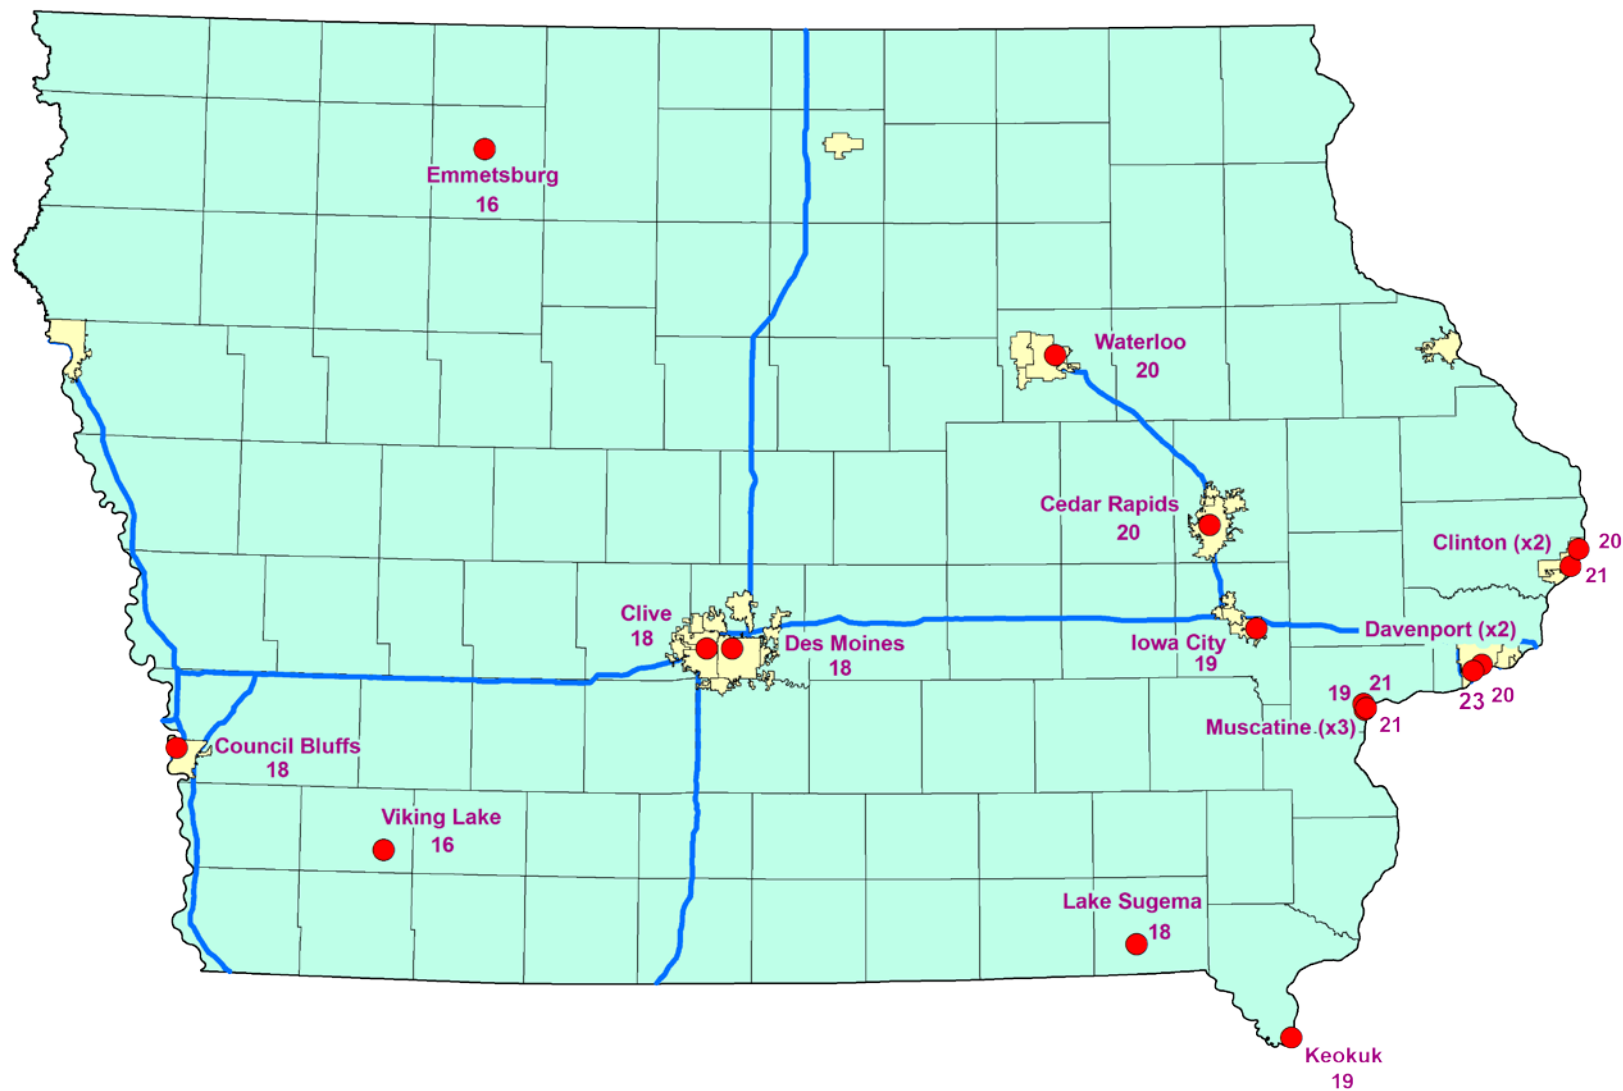 Emmetsburg
16
Waterloo
20
Cedar Rapids
20
Clinton (x2)
20
21
Clive
18
Des Moines
18
Iowa City
19
Davenport (x2)
23
20
19
21
Muscatine (x3)
21
Council Bluffs
18
Viking Lake
16
Lake Sugema
18
Keokuk
19